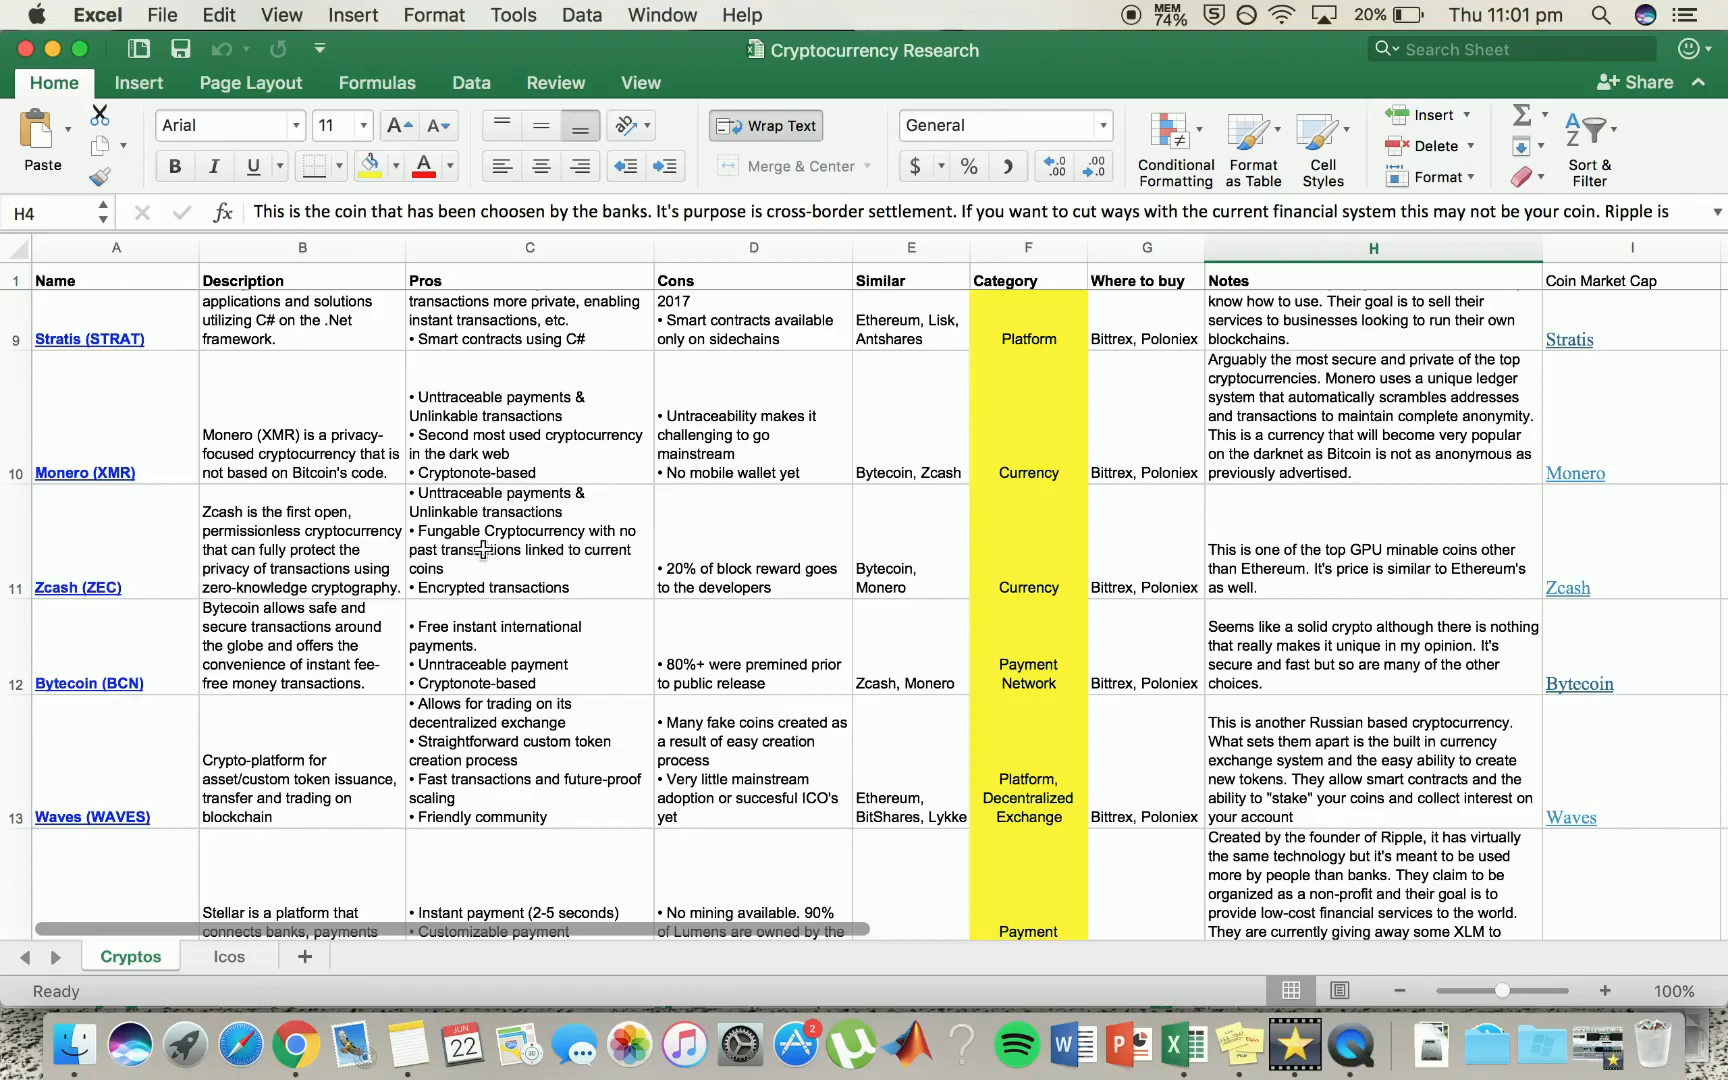 Excel File Edit View Insert Format Tools Data Window Help MEM 74% 20% Thu 11:01 pm
Cryptocurrency Research Search Sheet
Home Insert Page Layout Formulas Data Review View Share
Paste Arial 11 Wrap Text General Insert
Merge & Center Conditional Formatting Format as Table Cell Styles Delete Format Sort & Filter
H4 fx This is the coin that has been choosen by the banks. It's purpose is cross-border settlement. If you want to cut ways with the current financial system this may not be your coin. Ripple is
A B C D E F G H I
1 Name Description Pros Cons Similar Category Where to buy Notes Coin Market Cap
9 Stratis (STRAT)
applications and solutions
utilizing C# on the .Net
framework.
transactions more private, enabling
instant transactions, etc.
• Smart contracts using C#
2017
• Smart contracts available
only on sidechains
Ethereum, Lisk,
Antshares
Platform
Bittrex, Poloniex
know how to use. Their goal is to sell their
services to businesses looking to run their own
blockchains.
Stratis
10 Monero (XMR)
Monero (XMR) is a privacy-
focused cryptocurrency that is
not based on Bitcoin's code.
• Unttraceable payments &
Unlinkable transactions
• Second most used cryptocurrency
in the dark web
• Cryptonote-based
• Untraceability makes it
challenging to go
mainstream
• No mobile wallet yet
Bytecoin, Zcash
Currency
Bittrex, Poloniex
Arguably the most secure and private of the top
cryptocurrencies. Monero uses a unique ledger
system that automatically scrambles addresses
and transactions to maintain complete anonymity.
This is a currency that will become very popular
on the darknet as Bitcoin is not as anonymous as
previously advertised.
Monero
11 Zcash (ZEC)
Zcash is the first open,
permissionless cryptocurrency
that can fully protect the
privacy of transactions using
zero-knowledge cryptography.
• Unttraceable payments &
Unlinkable transactions
• Fungable Cryptocurrency with no
past transactions linked to current
coins
• Encrypted transactions
• 20% of block reward goes
to the developers
Bytecoin,
Monero
Currency
Bittrex, Poloniex
This is one of the top GPU minable coins other
than Ethereum. It's price is similar to Ethereum's
as well.
Zcash
12 Bytecoin (BCN)
Bytecoin allows safe and
secure transactions around
the globe and offers the
convenience of instant fee-
free money transactions.
• Free instant international
payments.
• Unntraceable payment
• Cryptonote-based
• 80%+ were premined prior
to public release
Zcash, Monero
Payment
Network
Bittrex, Poloniex
Seems like a solid crypto although there is nothing
that really makes it unique in my opinion. It's
secure and fast but so are many of the other
choices.
Bytecoin
13 Waves (WAVES)
Crypto-platform for
asset/custom token issuance,
transfer and trading on
blockchain
• Allows for trading on its
decentralized exchange
• Straightforward custom token
creation process
• Fast transactions and future-proof
scaling
• Friendly community
• Many fake coins created as
a result of easy creation
process
• Very little mainstream
adoption or succesful ICO's
yet
Ethereum,
BitShares, Lykke
Platform,
Decentralized
Exchange
Bittrex, Poloniex
This is another Russian based cryptocurrency.
What sets them apart is the built in currency
exchange system and the easy ability to create
new tokens. They allow smart contracts and the
ability to "stake" your coins and collect interest on
your account
Waves
Stellar is a platform that
connects banks, payments
• Instant payment (2-5 seconds)
• Customizable payment
• No mining available. 90%
of Lumens are owned by the
Payment
Created by the founder of Ripple, it has virtually
the same technology but it's meant to be used
more by people than banks. They claim to be
organized as a non-profit and their goal is to
provide low-cost financial services to the world.
They are currently giving away some XLM to
Cryptos Icos
Ready 100%
JUN 22
2